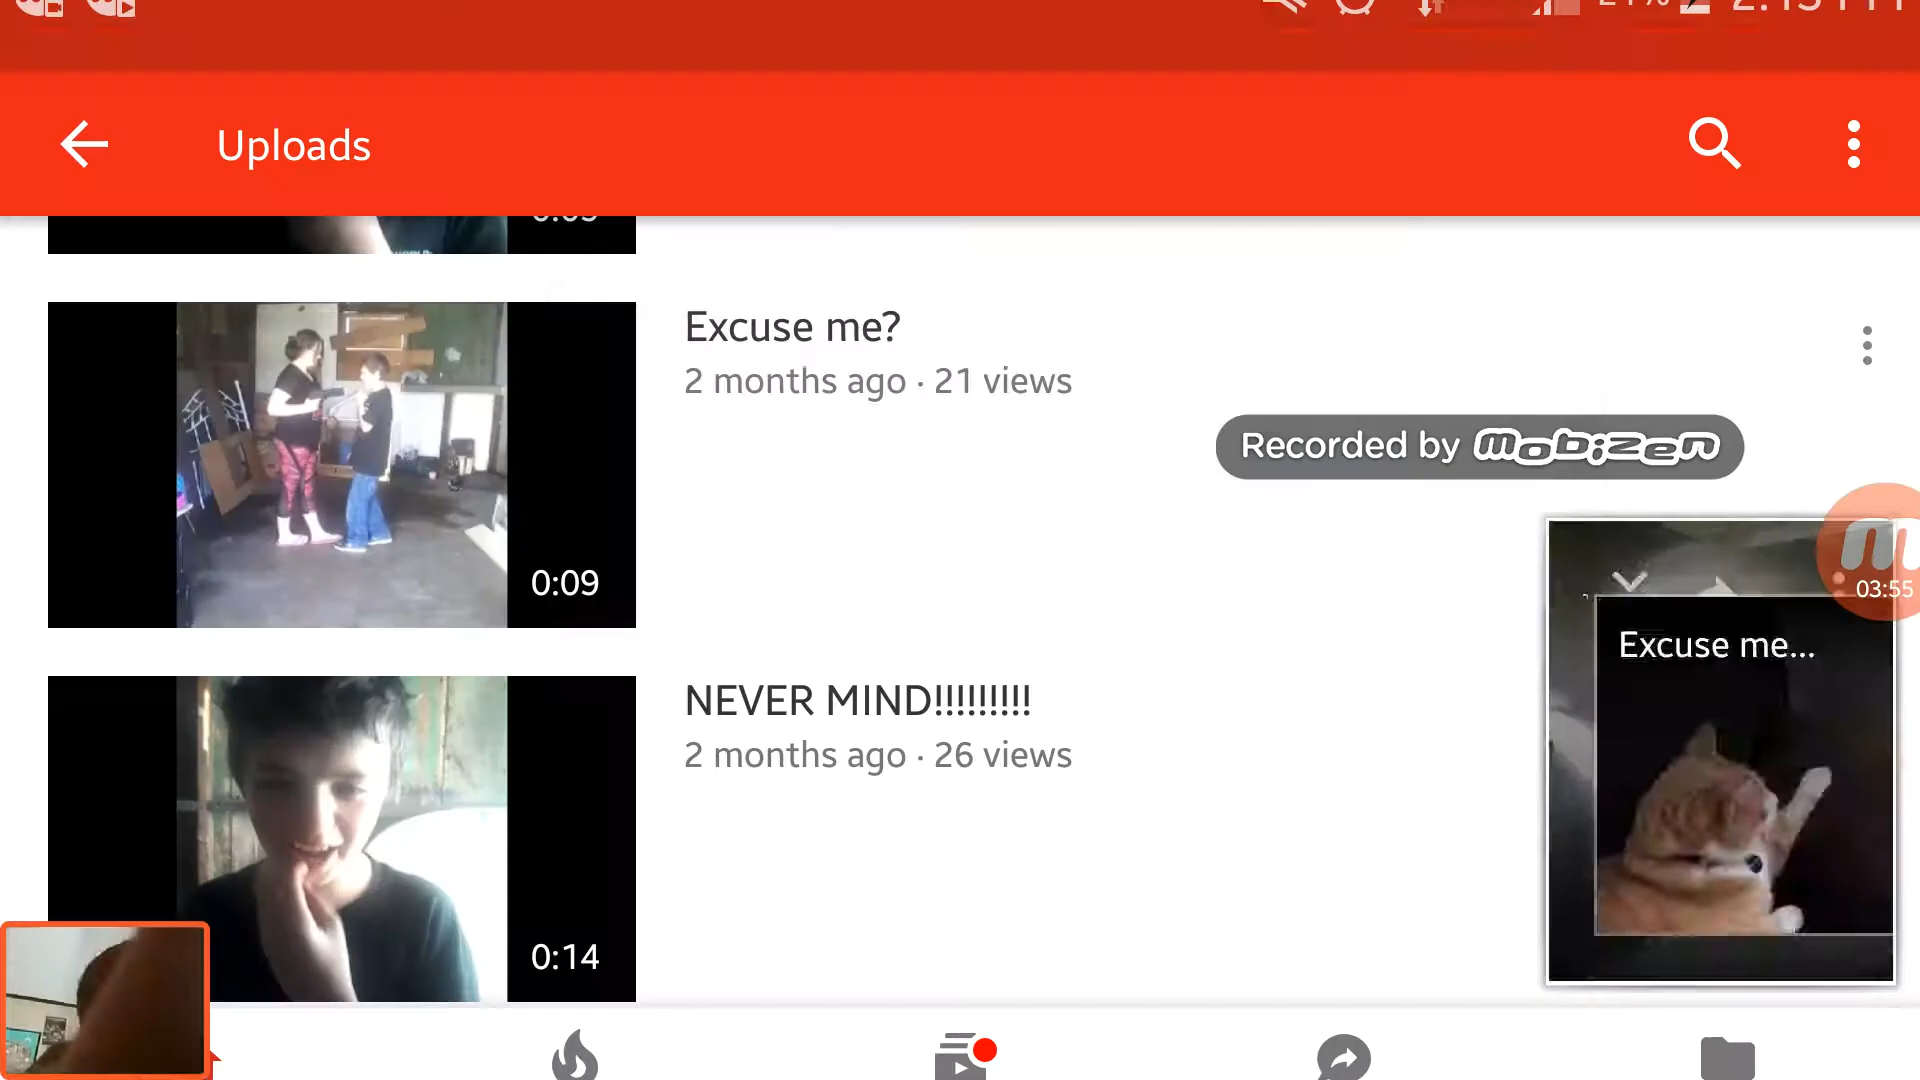 Uploads
Excuse me?
2 months ago · 21 views
Recorded by mobizen
0:09
03:55
Excuse me...
NEVER MIND!!!!!!!!!
2 months ago · 26 views
0:14